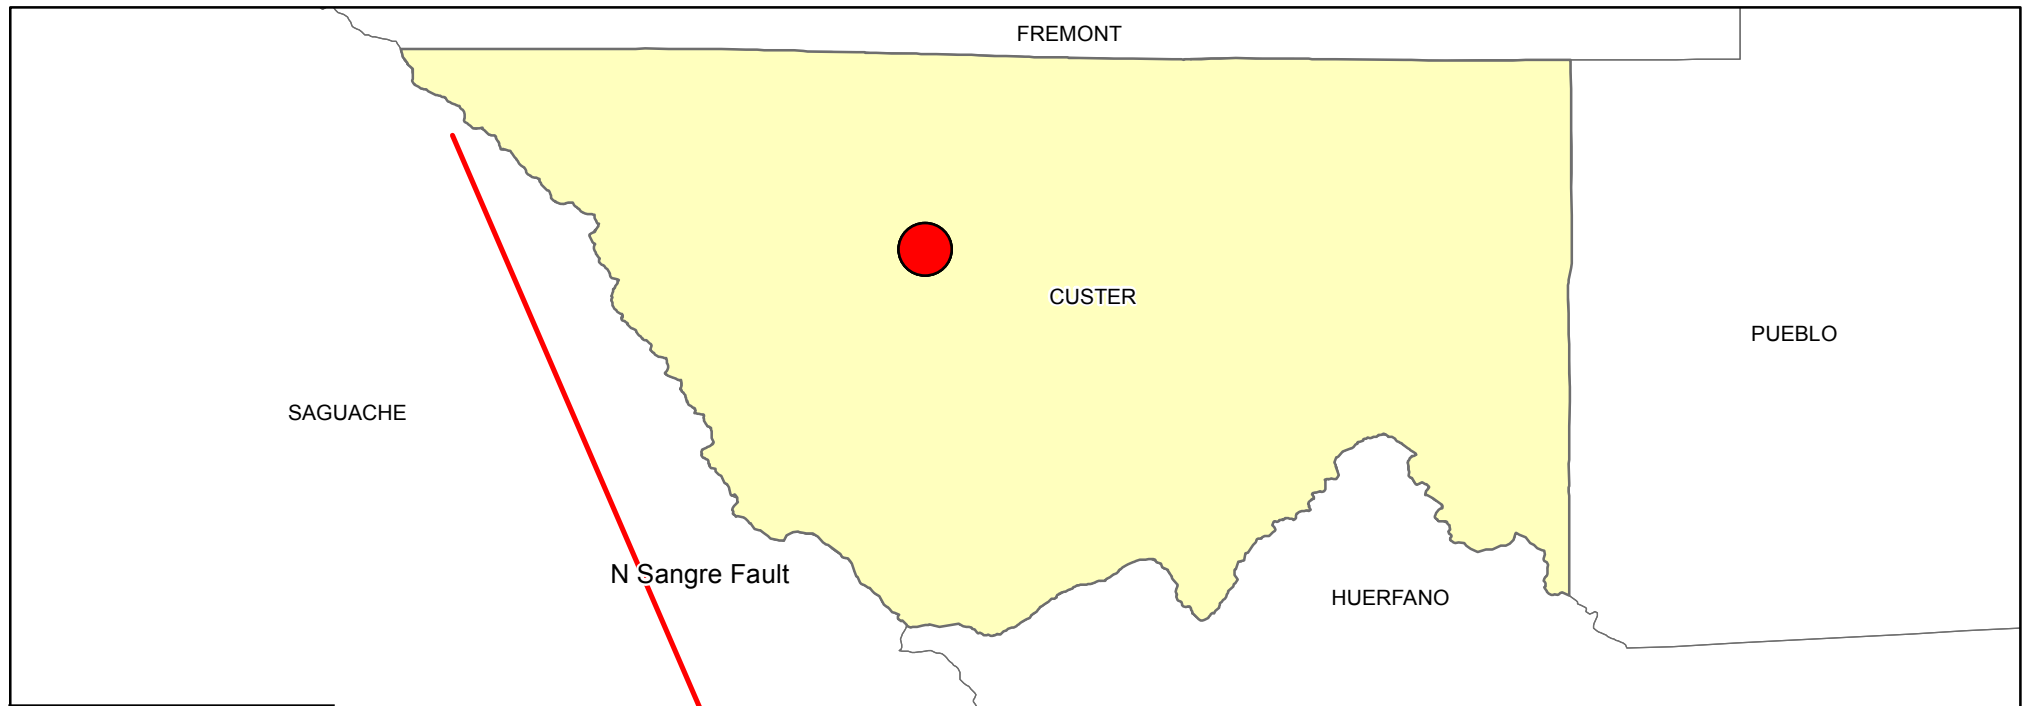 FREMONT
CUSTER
PUEBLO
SAGUACHE
N Sangre Fault
HUERFANO